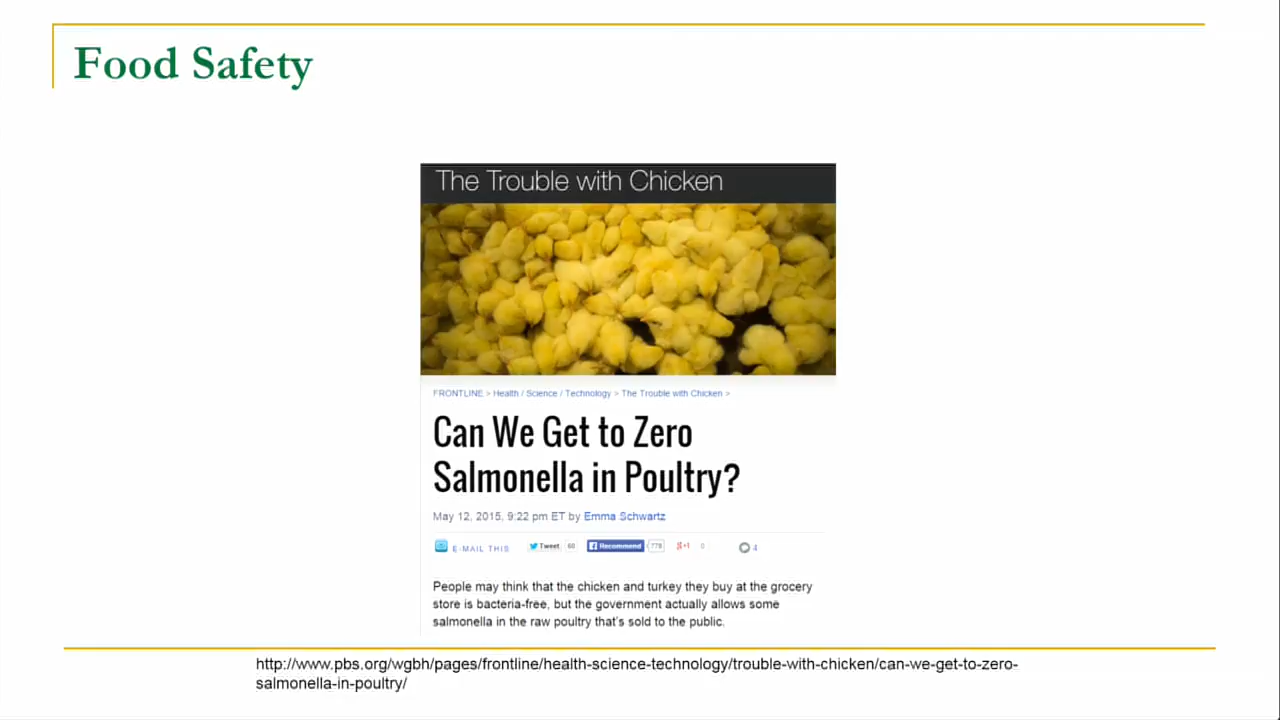 Food Safety
The Trouble with Chicken
FRONTLINE > Health / Science / Technology > The Trouble with Chicken >
Can We Get to Zero
Salmonella in Poultry?
May 12, 2015, 9:22 pm ET by Emma Schwartz
E-MAIL THIS Tweet 60 Recommend 778 g+1 0 4
People may think that the chicken and turkey they buy at the grocery
store is bacteria-free, but the government actually allows some
salmonella in the raw poultry that's sold to the public.
http://www.pbs.org/wgbh/pages/frontline/health-science-technology/trouble-with-chicken/can-we-get-to-zero-
salmonella-in-poultry/